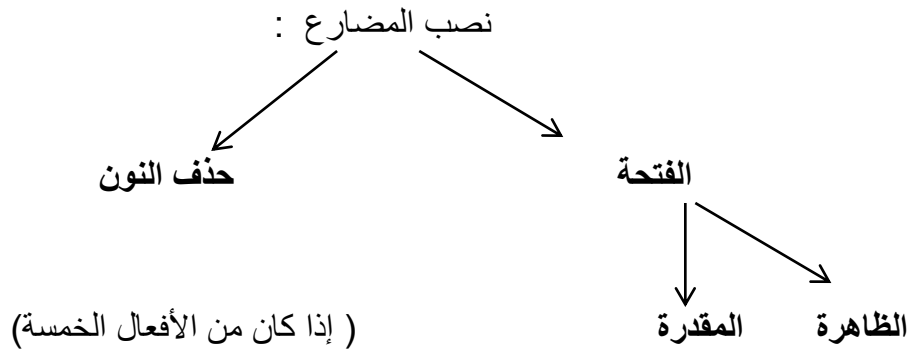 نصب المضارع :
الفتحة حذف النون
الظاهرة المقدرة ( إذا كان من الأفعال الخمسة)